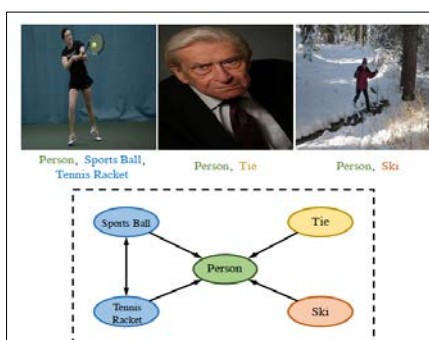 Person, Sports Ball,
Tennis Racket
Person, Tie
Person, Ski
Sports Ball
Tie
Person
Tennis
Racket
Ski